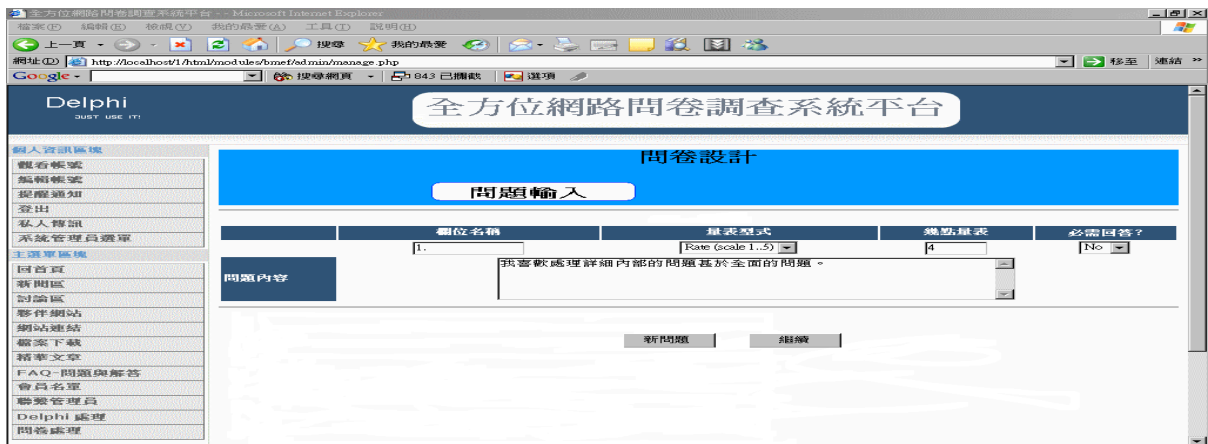 全方位網路問卷調查系統平台 - - Microsoft Internet Explorer
檔案(F) 編輯(E) 檢視(V) 我的最愛(A) 工具(T) 說明(H)
上一頁 搜尋 我的最愛
網址(D) http://localhost/1/html/modules/bmef/admin/manage.php 移至 連結 »
Google 搜尋網頁 843 已攔截 選項
Delphi
JUST USE IT!
全方位網路問卷調查系統平台
個人資訊區塊
觀看帳號
編輯帳號
提醒通知
登出
私人傳訊
系統管理員選單
主選單區塊
回首頁
新聞區
討論區
夥伴網站
網站連結
檔案下載
精華文章
FAQ-問題與解答
會員名單
聯繫管理員
Delphi 處理
問卷處理
問卷設計
問題輸入
欄位名稱 量表型式 幾點量表 必需回答?
1. Rate (scale 1..5) 4 No
問題內容 我喜歡處理詳細內部的問題甚於全面的問題。
新問題 繼續